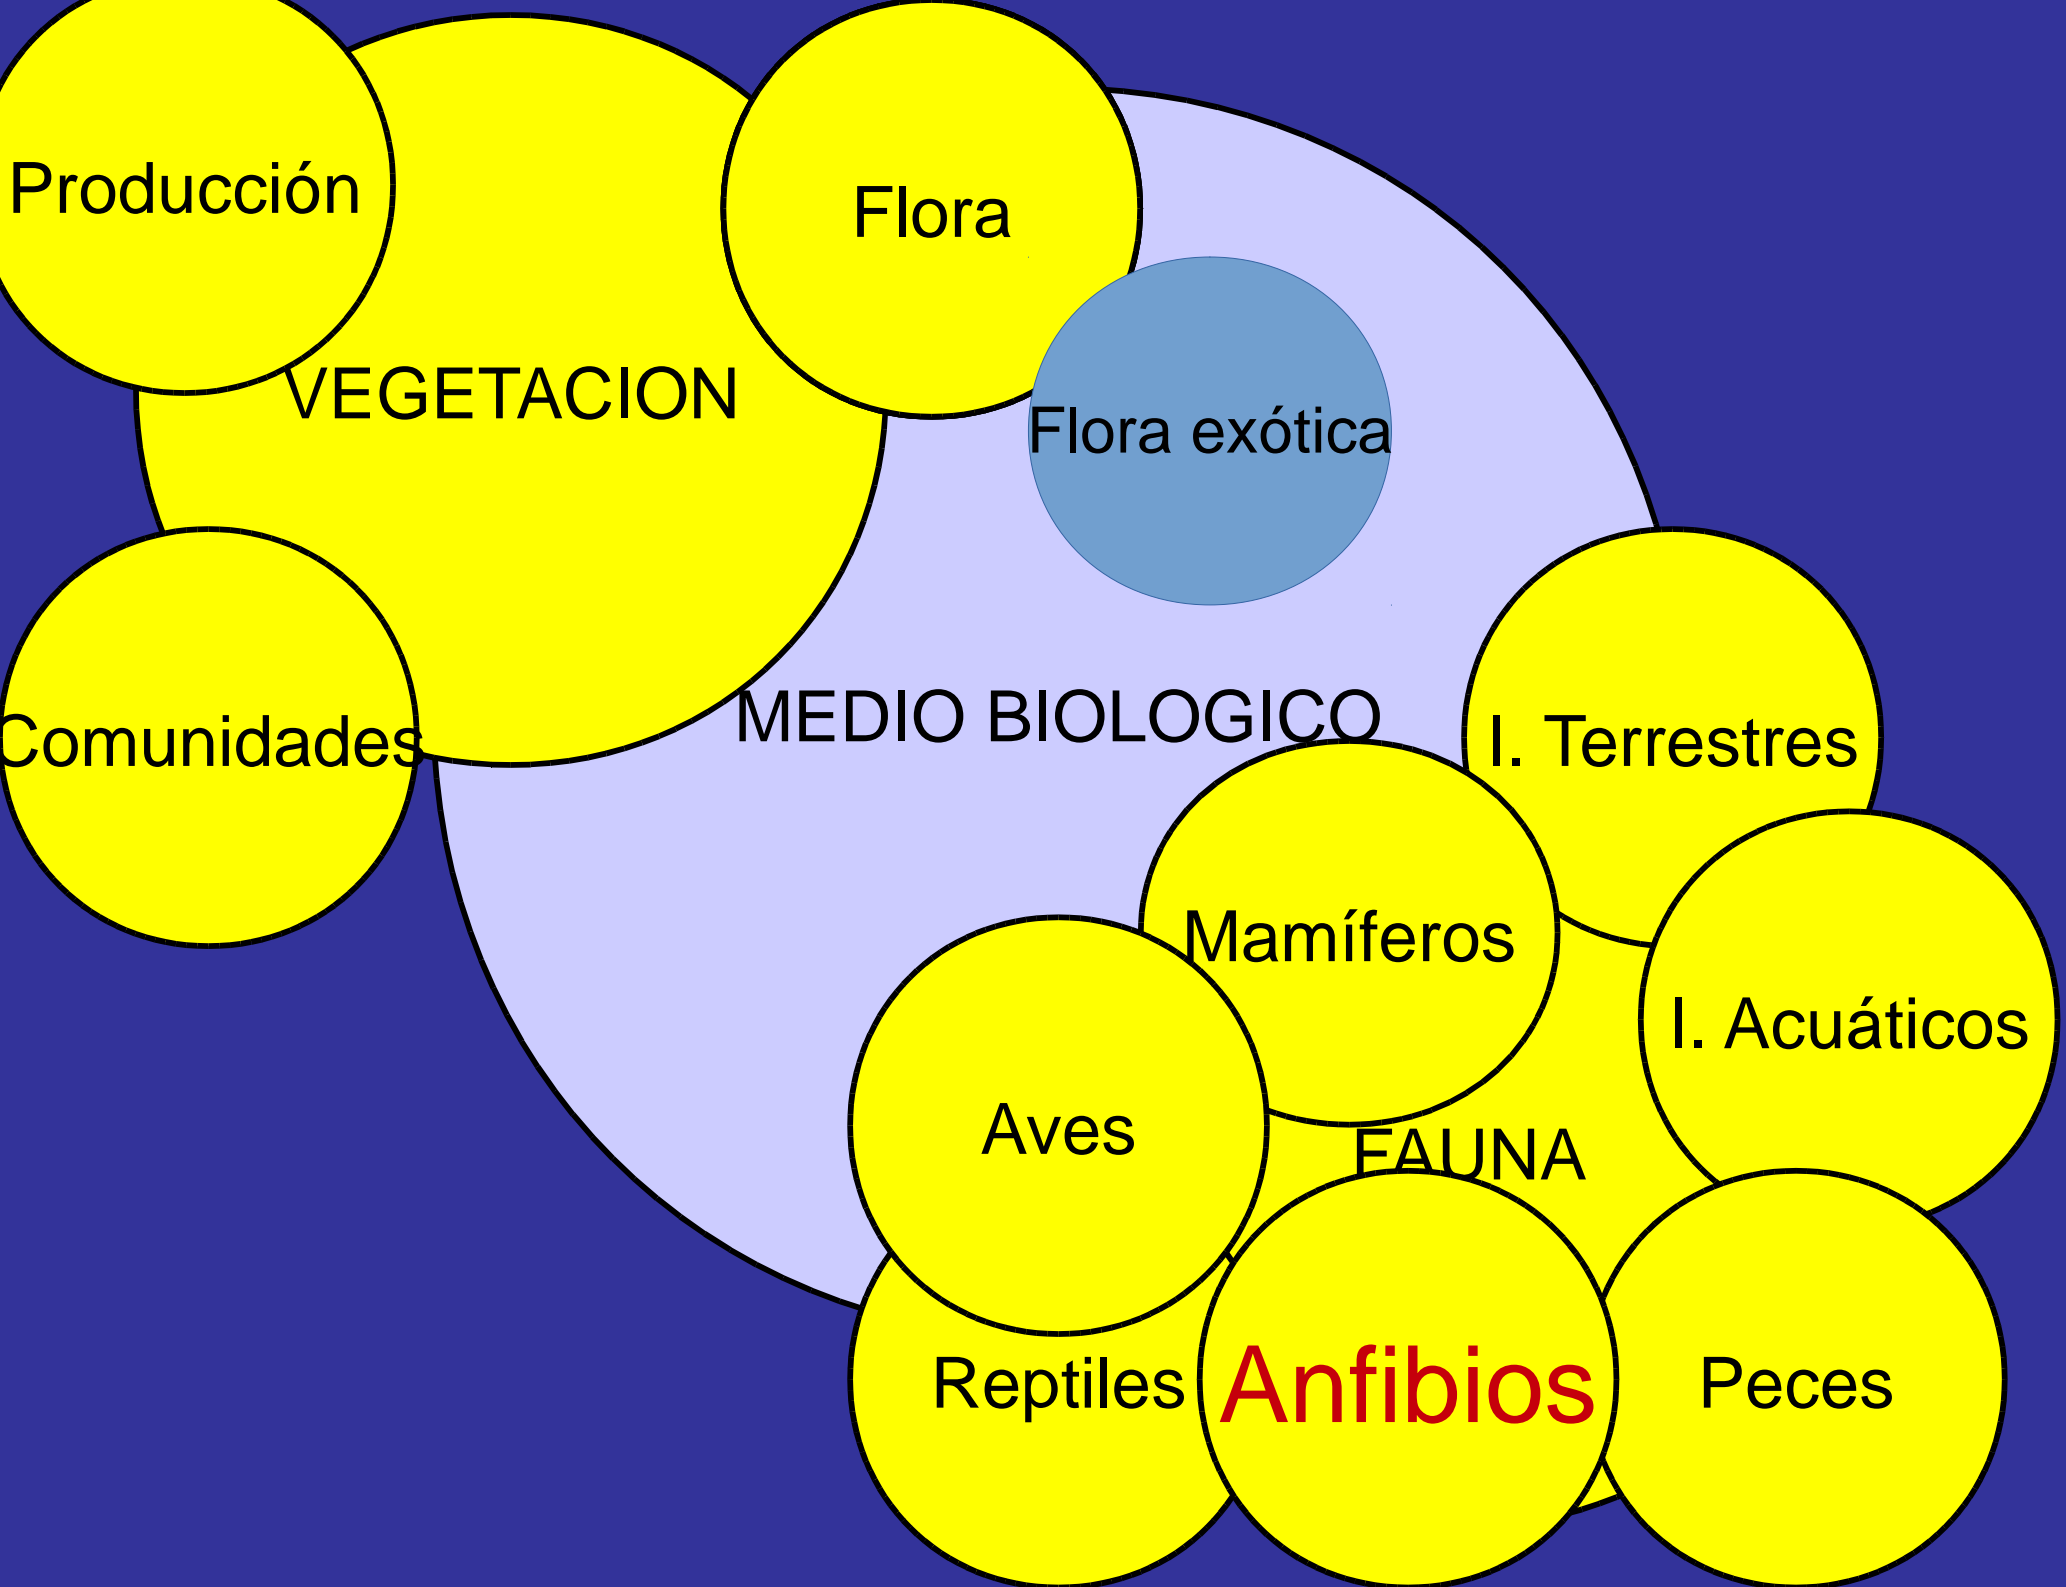 Producción
Flora
VEGETACION
Flora exótica
MEDIO BIOLOGICO
Comunidades
I. Terrestres
Mamíferos
I. Acuáticos
Aves
FAUNA
Reptiles
Anfibios
Peces